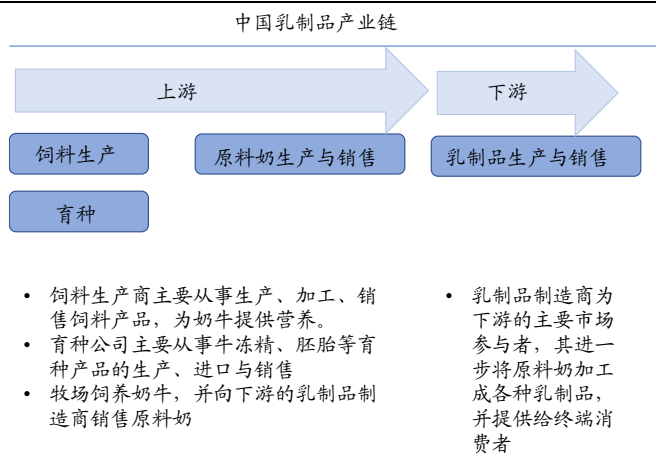 中国乳制品产业链
上游
下游
饲料生产
原料奶生产与销售
乳制品生产与销售
育种
• 饲料生产商主要从事生产、加工、销
售饲料产品，为奶牛提供营养。
• 育种公司主要从事牛冻精、胚胎等育
种产品的生产、进口与销售
• 牧场饲养奶牛，并向下游的乳制品制
造商销售原料奶
• 乳制品制造商为
下游的主要市场
参与者，其进一
步将原料奶加工
成各种乳制品，
并提供给终端消
费者